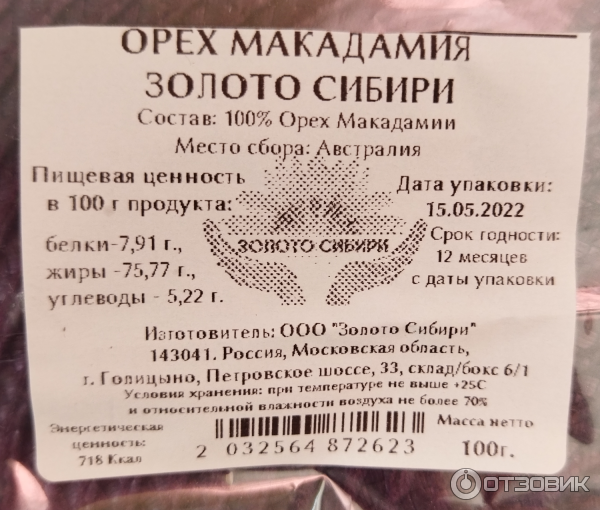 ОРЕХ МАКАДАМИЯ
ЗОЛОТО СИБИРИ
Состав: 100% Орех Макадамии
Место сбора: Австралия
Пищевая ценность
в 100 г продукта:
белки-7,91 г.,
жиры -75,77 г.,
углеводы - 5,22 г.
ЗОЛОТО СИБИРИ
Дата упаковки:
15.05.2022
Срок годности:
12 месяцев
с даты упаковки
Изготовитель: ООО "Золото Сибири"
143041. Россия, Московская область,
г. Голицыно, Петровское шоссе, 33, склад/бокс 6/1
Условия хранения: при температуре не выше +25С
и относительной влажности воздуха не более 70%
Энергетическая
ценность:
718 Ккал
2 032564 872623
Масса нетто
100г.
ОТЗОВИК